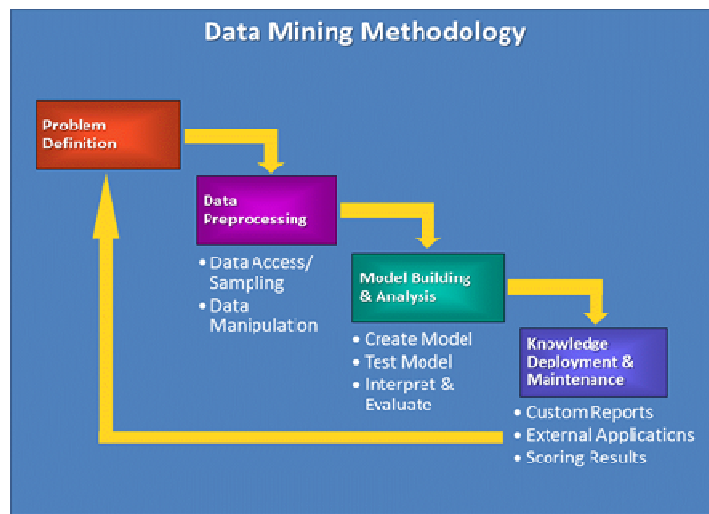 Data Mining Methodology
Problem
Definition
Data
Preprocessing
• Data Access/
Sampling
• Data
Manipulation
Model Building
& Analysis
• Create Model
• Test Model
• Interpret &
Evaluate
Knowledge
Deployment &
Maintenance
• Custom Reports
• External Applications
• Scoring Results